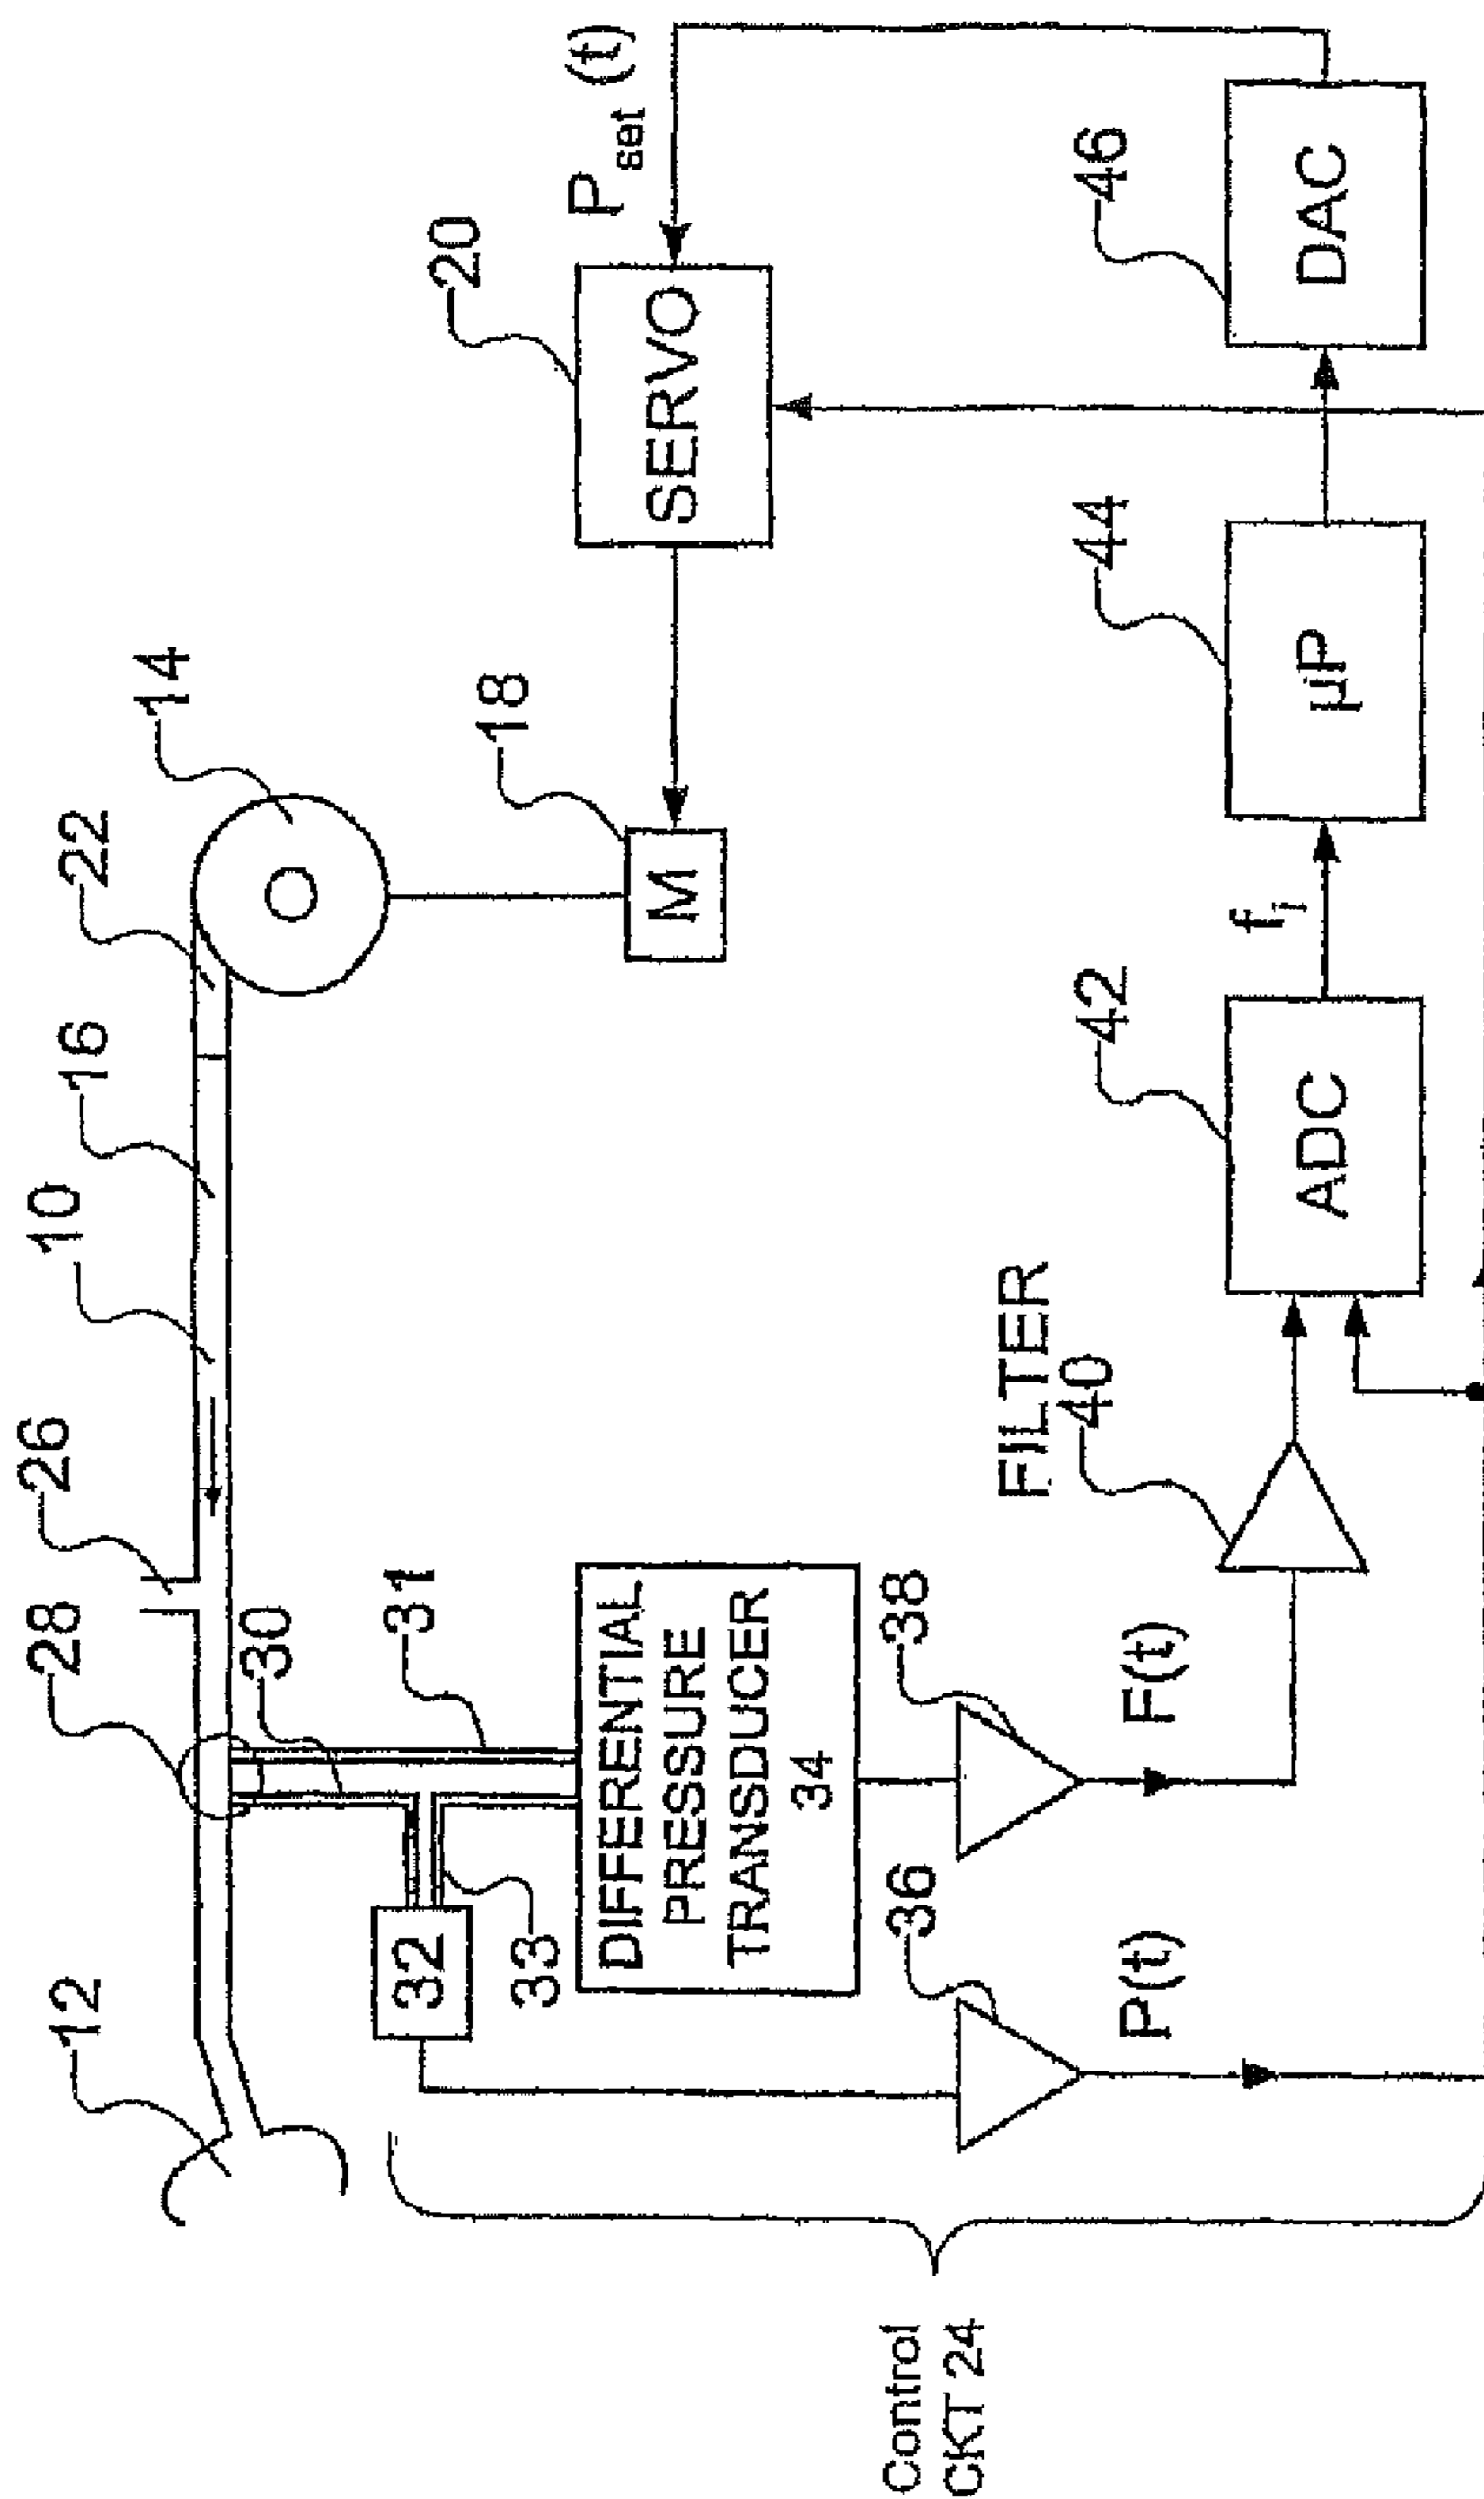 12
28
26
10
16
22
14
30
31
32
33
18
20
P set (t)
SERVO
M
DIFFERENTIAL
PRESSURE
TRANSDUCER
34
36
38
FILTER
40
42
44
46
P(t)
F(t)
ADC
f i
µP
DAC
Control
CKT 24